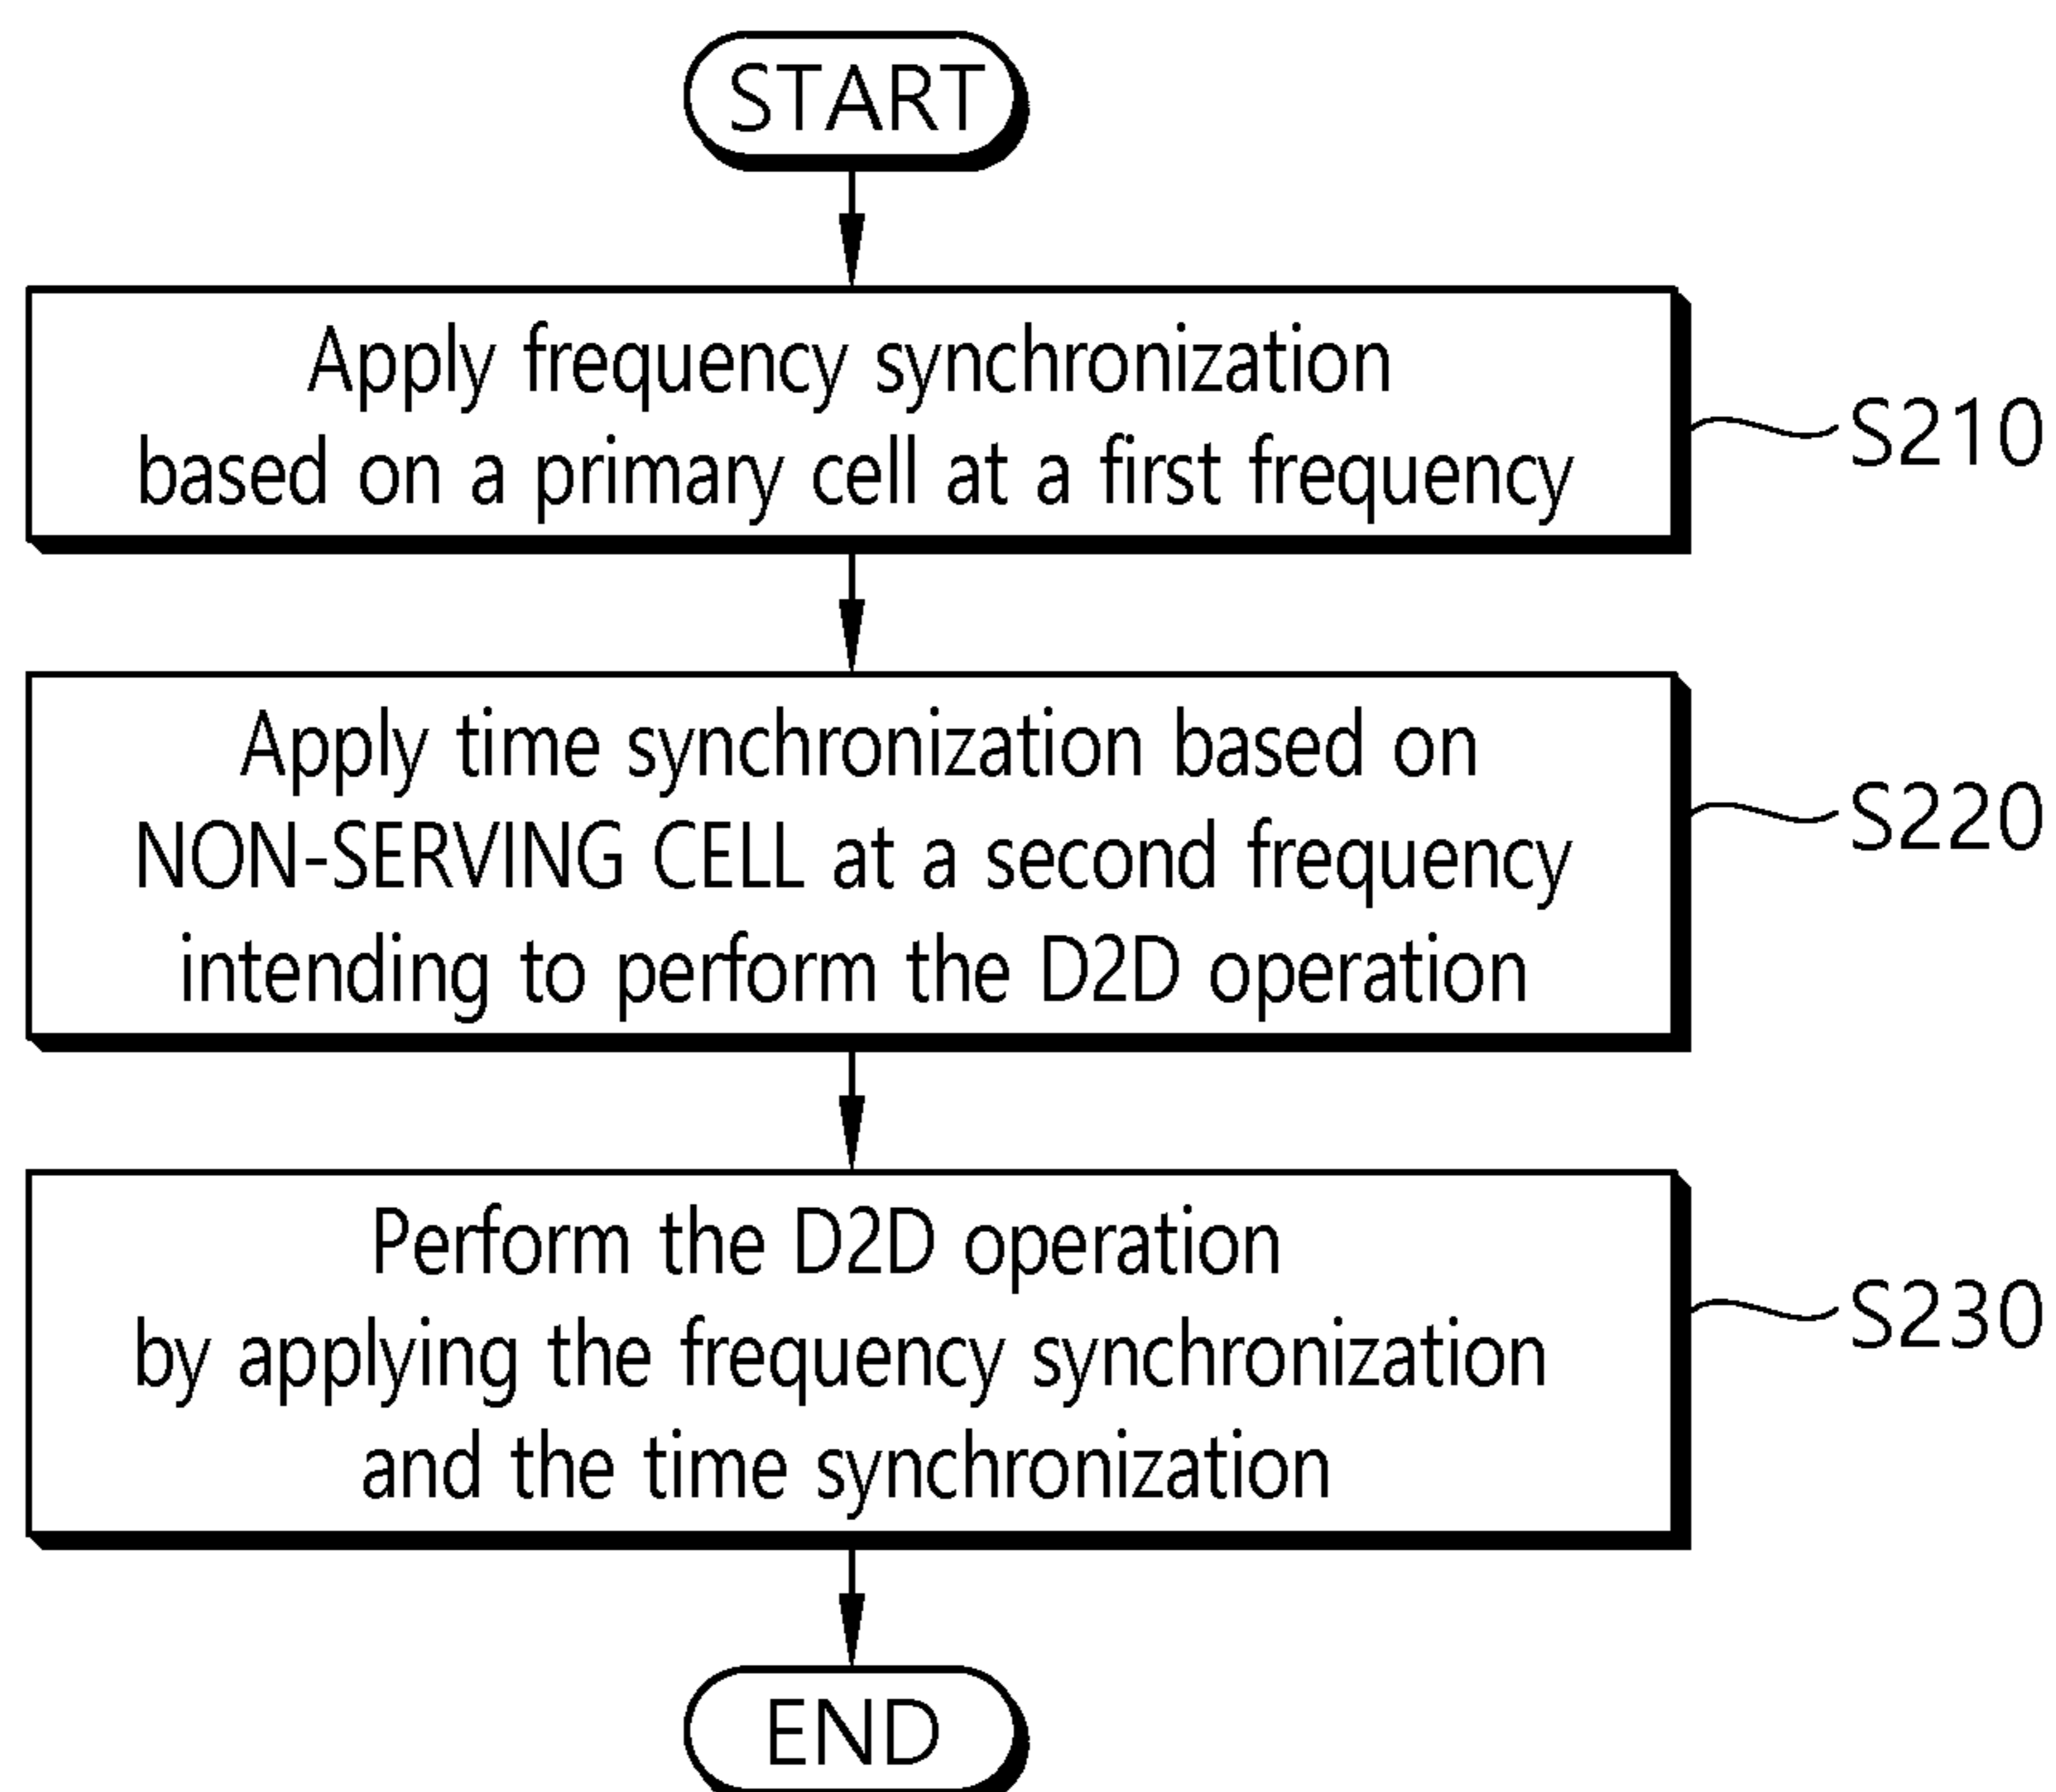 START
Apply frequency synchronization
based on a primary cell at a first frequency
S210
Apply time synchronization based on
NON-SERVING CELL at a second frequency
intending to perform the D2D operation
S220
Perform the D2D operation
by applying the frequency synchronization
and the time synchronization
S230
END